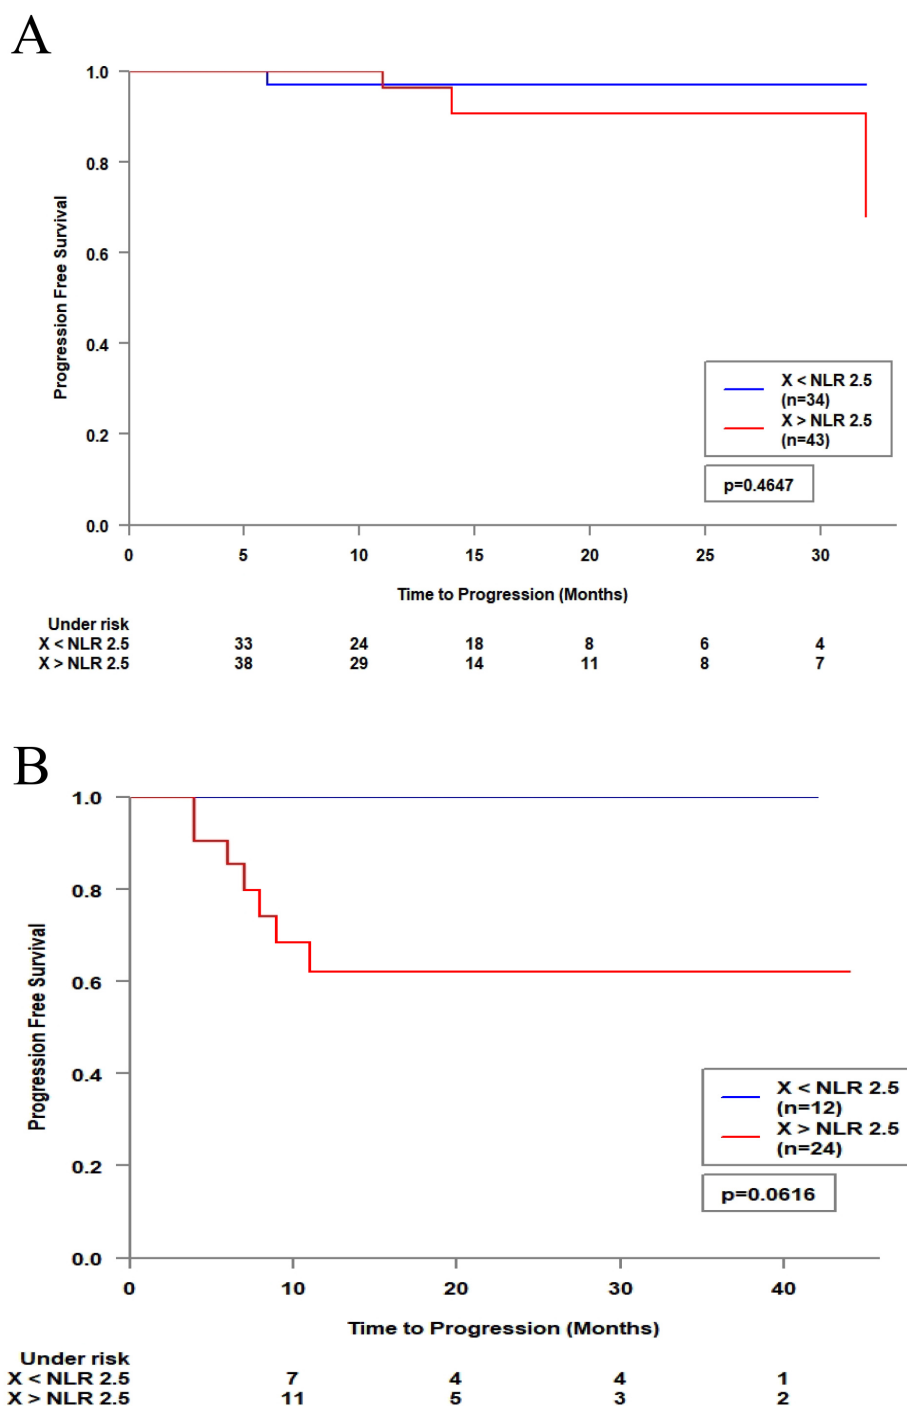 A
1.0
0.8
0.6
0.4
0.2
0.0
Progression Free Survival
X < NLR 2.5
(n=34)
X > NLR 2.5
(n=43)
p=0.4647
0 5 10 15 20 25 30
Time to Progression (Months)
Under risk
X < NLR 2.5 33 24 18 8 6 4
X > NLR 2.5 38 29 14 11 8 7
B
1.0
0.8
0.6
0.4
0.2
0.0
Progression Free Survival
X < NLR 2.5
(n=12)
X > NLR 2.5
(n=24)
p=0.0616
0 10 20 30 40
Time to Progression (Months)
Under risk
X < NLR 2.5 7 4 4 1
X > NLR 2.5 11 5 3 2